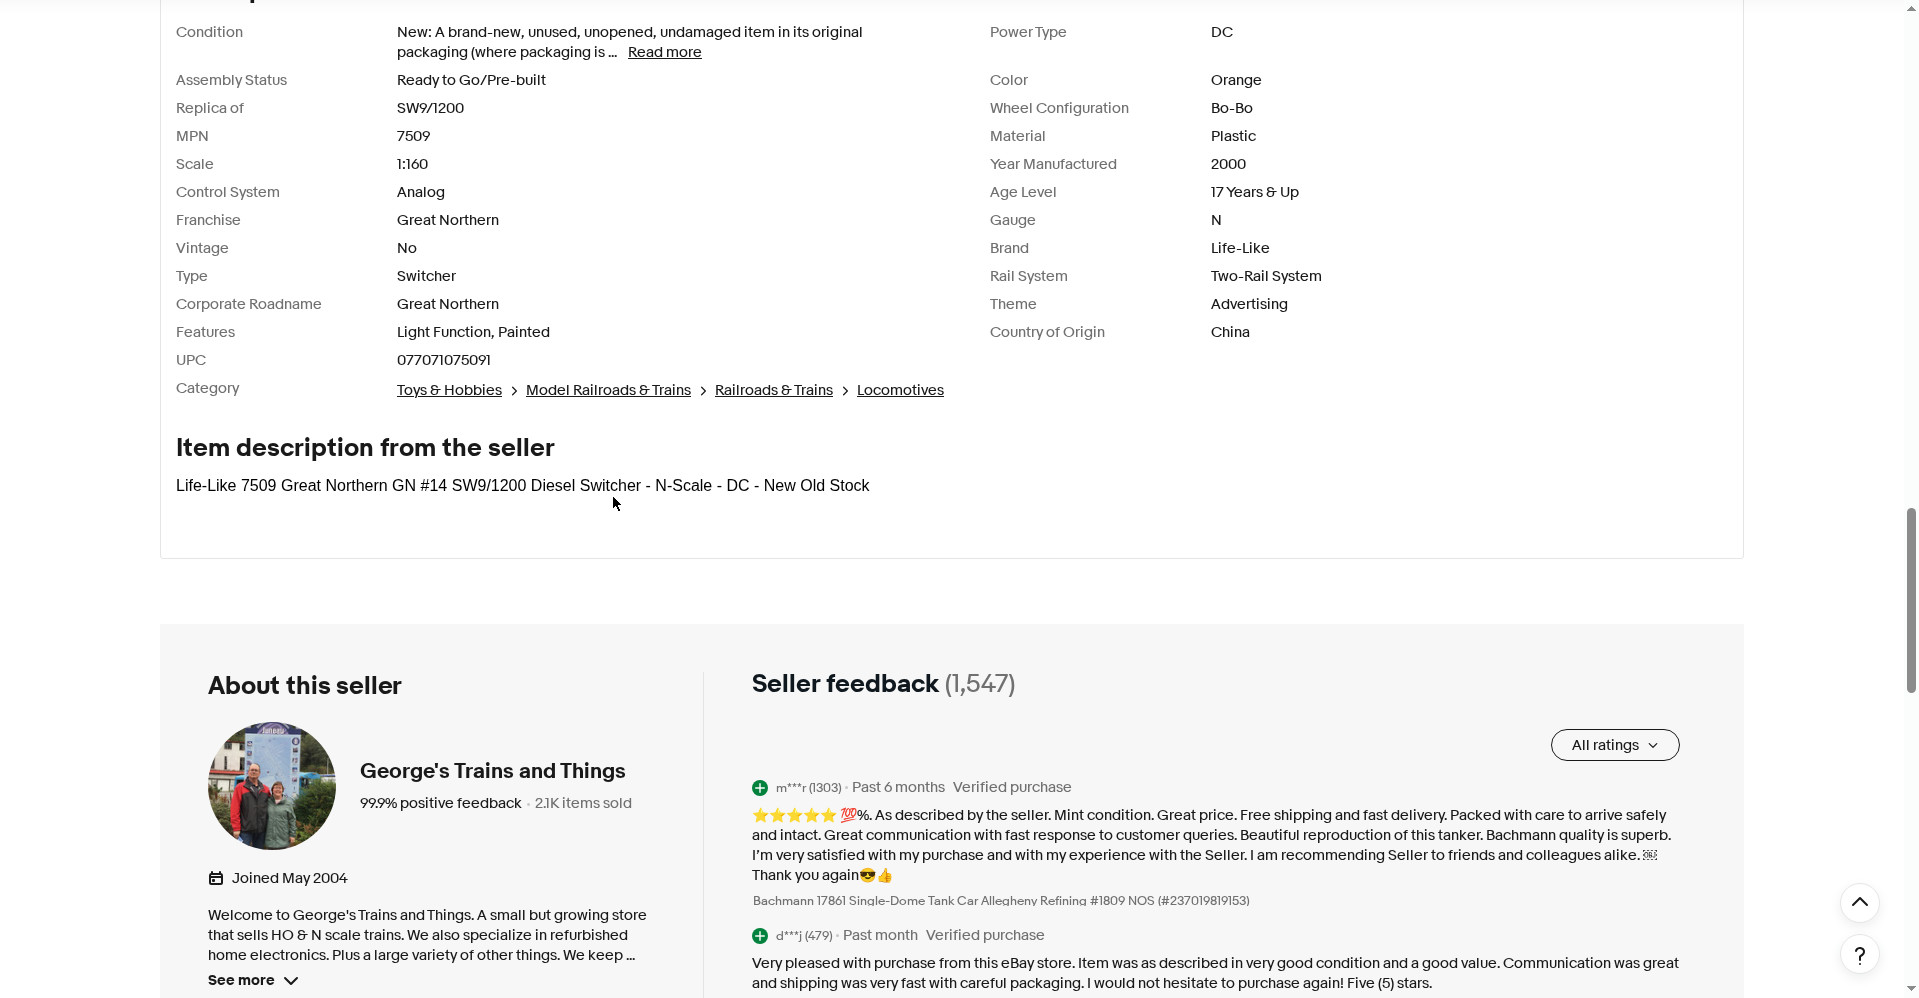 Condition
New: A brand-new, unused, unopened, undamaged item in its original
packaging (where packaging is ... Read more
Power Type
DC
Assembly Status
Ready to Go/Pre-built
Color
Orange
Replica of
SW9/1200
Wheel Configuration
Bo-Bo
MPN
7509
Material
Plastic
Scale
1:160
Year Manufactured
2000
Control System
Analog
Age Level
17 Years & Up
Franchise
Great Northern
Gauge
N
Vintage
No
Brand
Life-Like
Type
Switcher
Rail System
Two-Rail System
Corporate Roadname
Great Northern
Theme
Advertising
Features
Light Function, Painted
Country of Origin
China
UPC
077071075091
Category
Toys & Hobbies > Model Railroads & Trains > Railroads & Trains > Locomotives
Item description from the seller
Life-Like 7509 Great Northern GN #14 SW9/1200 Diesel Switcher - N-Scale - DC - New Old Stock
About this seller
George's Trains and Things
99.9% positive feedback · 2.1K items sold
Joined May 2004
Welcome to George's Trains and Things. A small but growing store
that sells HO & N scale trains. We also specialize in refurbished
home electronics. Plus a large variety of other things. We keep ...
See more
Seller feedback (1,547)
All ratings
m***r (1303) · Past 6 months Verified purchase
⭐⭐⭐⭐⭐ 💯%. As described by the seller. Mint condition. Great price. Free shipping and fast delivery. Packed with care to arrive safely
and intact. Great communication with fast response to customer queries. Beautiful reproduction of this tanker. Bachmann quality is superb.
I'm very satisfied with my purchase and with my experience with the Seller. I am recommending Seller to friends and colleagues alike. ￼
Thank you again😎👍
Bachmann 17861 Single-Dome Tank Car Allegheny Refining #1809 NOS (#237019819153)
d***j (479) · Past month Verified purchase
Very pleased with purchase from this eBay store. Item was as described in very good condition and a good value. Communication was great
and shipping was very fast with careful packaging. I would not hesitate to purchase again! Five (5) stars.
?